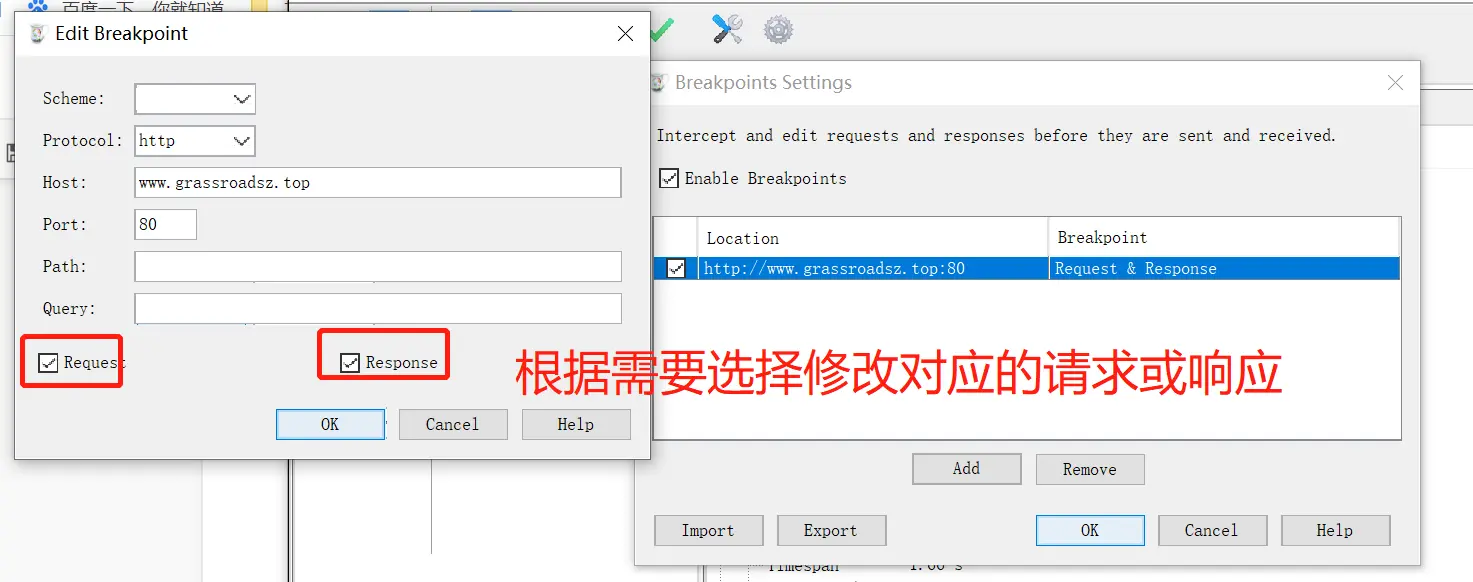 百度一下，你就知道
Edit Breakpoint
Scheme:
Protocol: http
Host: www.grassroadsz.top
Port: 80
Path:
Query:
Request Response
OK Cancel Help
Breakpoints Settings
Intercept and edit requests and responses before they are sent and received.
Enable Breakpoints
Location Breakpoint
http://www.grassroadsz.top:80 Request & Response
根据需要选择修改对应的请求或响应
Add Remove
Import Export OK Cancel Help
Timespan 1.00 s